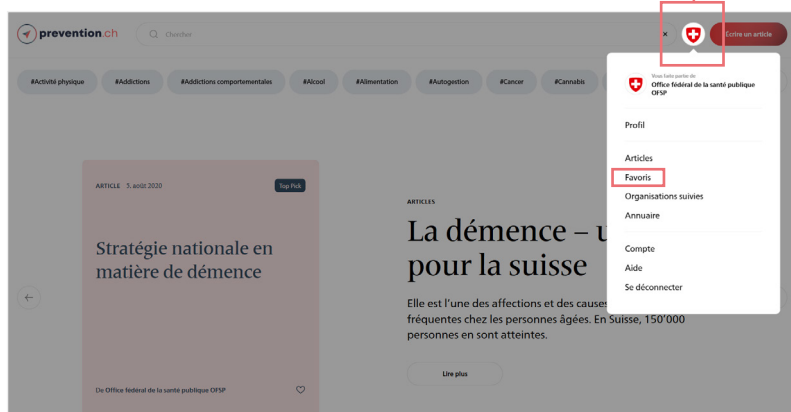 prevention.ch
Chercher
×
Écrire un article
#Activité physique
#Addictions
#Addictions comportementales
#Alcool
#Alimentation
#Autogestion
#Cancer
#Cannabis
Vous faite partie de
Office fédéral de la santé publique
OFSP
Profil
Articles
Favoris
Organisations suivies
Annuaire
Compte
Aide
Se déconnecter
ARTICLE 3. août 2020
Top Pick
Stratégie nationale en
matière de démence
De Office fédéral de la santé publique OFSP
ARTICLES
La démence – u
pour la suisse
Elle est l'une des affections et des causes
fréquentes chez les personnes âgées. En Suisse, 150'000
personnes en sont atteintes.
Lire plus